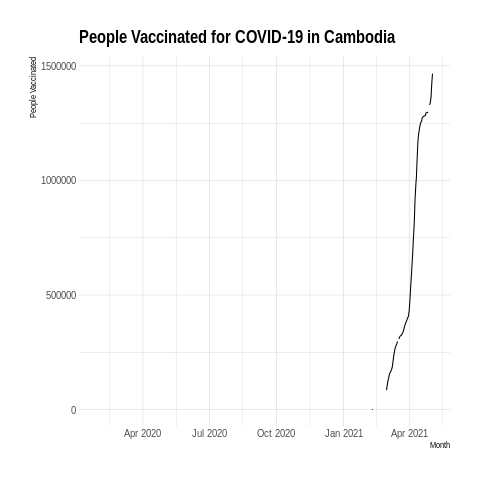 People Vaccinated for COVID-19 in Cambodia
People Vaccinated
1500000
1000000
500000
0
Apr 2020 Jul 2020 Oct 2020 Jan 2021 Apr 2021
Month